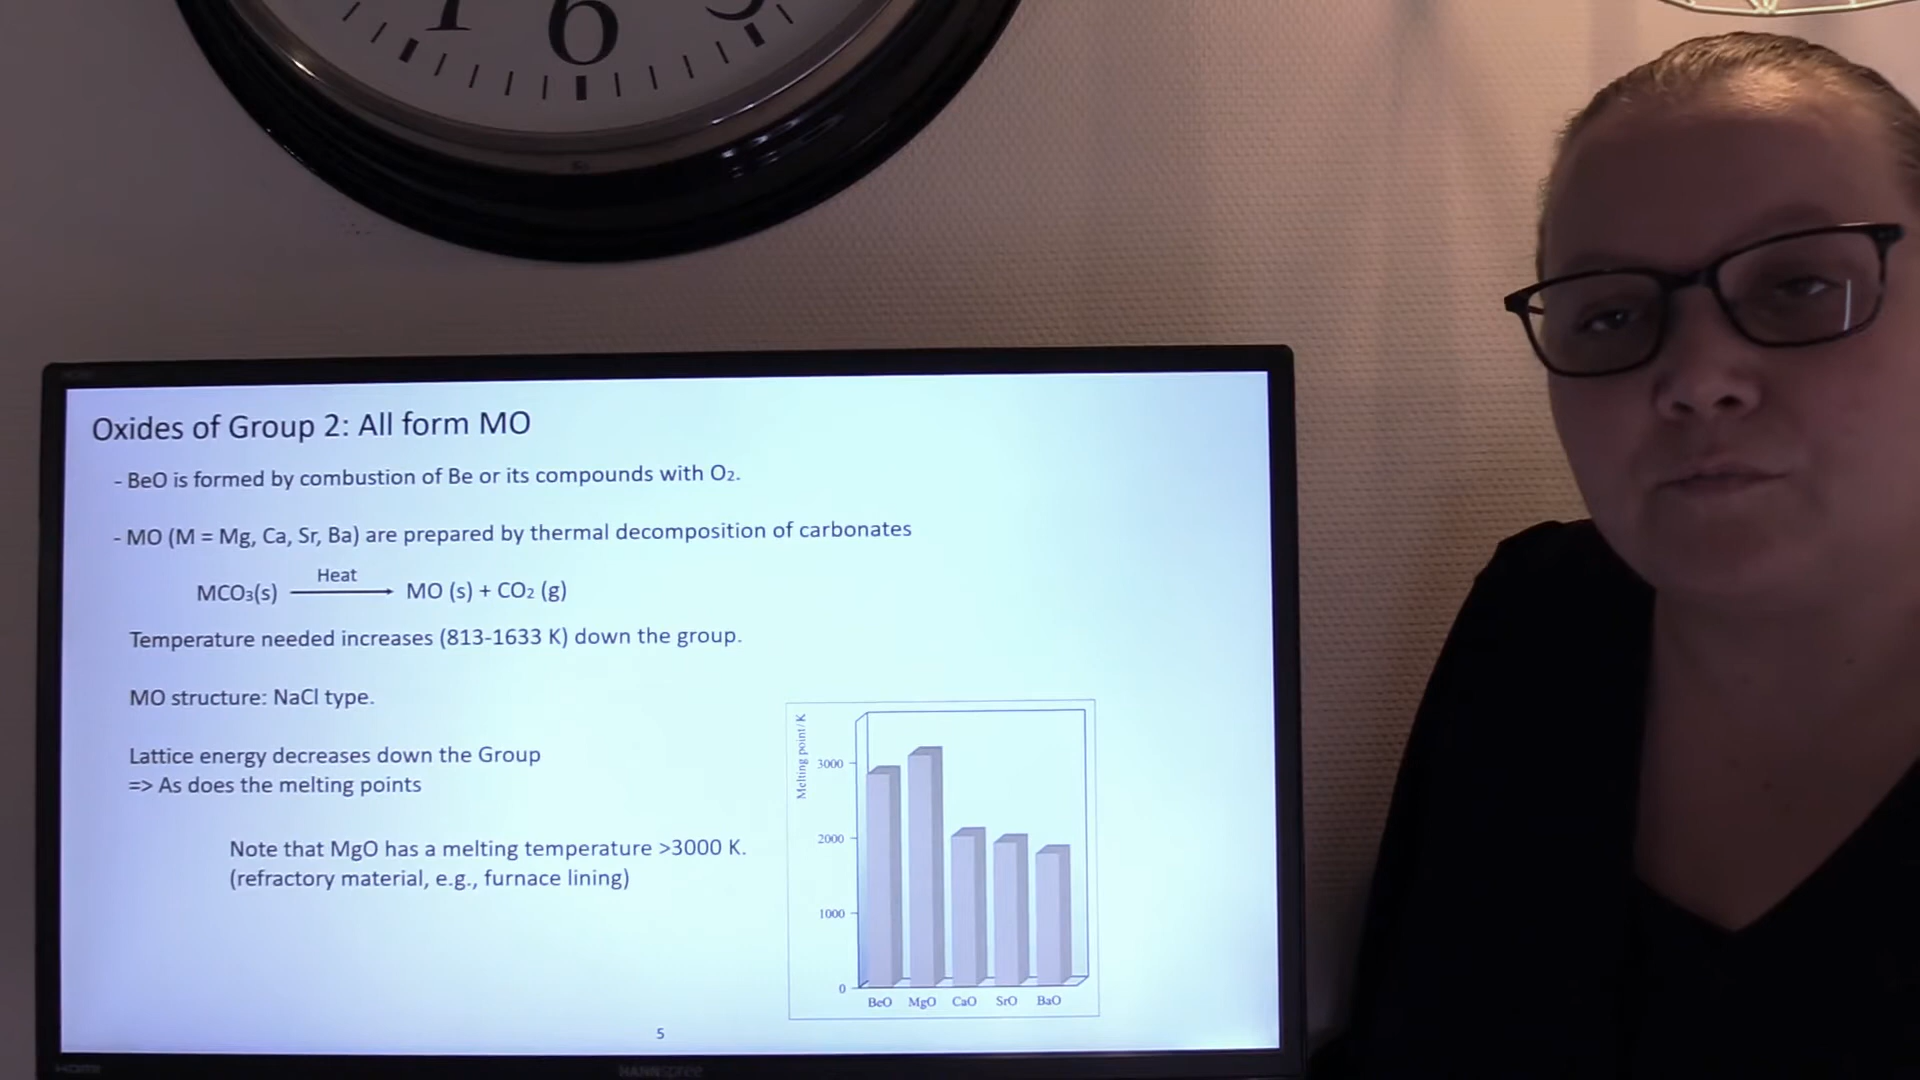 6
Oxides of Group 2: All form MO
- BeO is formed by combustion of Be or its compounds with O₂.
- MO (M = Mg, Ca, Sr, Ba) are prepared by thermal decomposition of carbonates
Heat
MCO₃(s) ⟶ MO (s) + CO₂ (g)
Temperature needed increases (813-1633 K) down the group.
MO structure: NaCl type.
Lattice energy decreases down the Group
=> As does the melting points
Note that MgO has a melting temperature >3000 K.
(refractory material, e.g., furnace lining)
Melting point/K
3000
2000
1000
0
BeO MgO CaO SrO BaO
5
HDMI
HANNspree